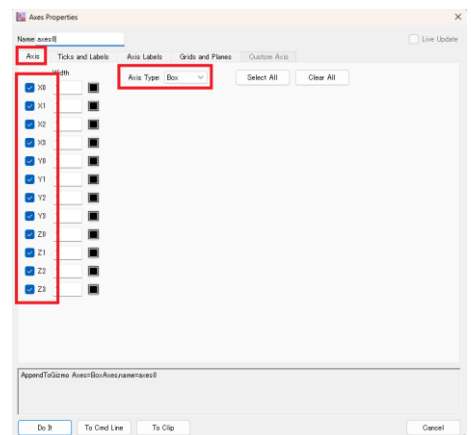 Axes Properties
Name axes0
Live Update
Axis Ticks and Labels Axis Labels Grids and Planes Custom Axis
Width
Axis Type Box Select All Clear All
X0
X1
X2
X3
Y0
Y1
Y2
Y3
Z0
Z1
Z2
Z3
AppendToGizmo Axes=BoxAxes,name=axes0
Do It To Cmd Line To Clip Cancel